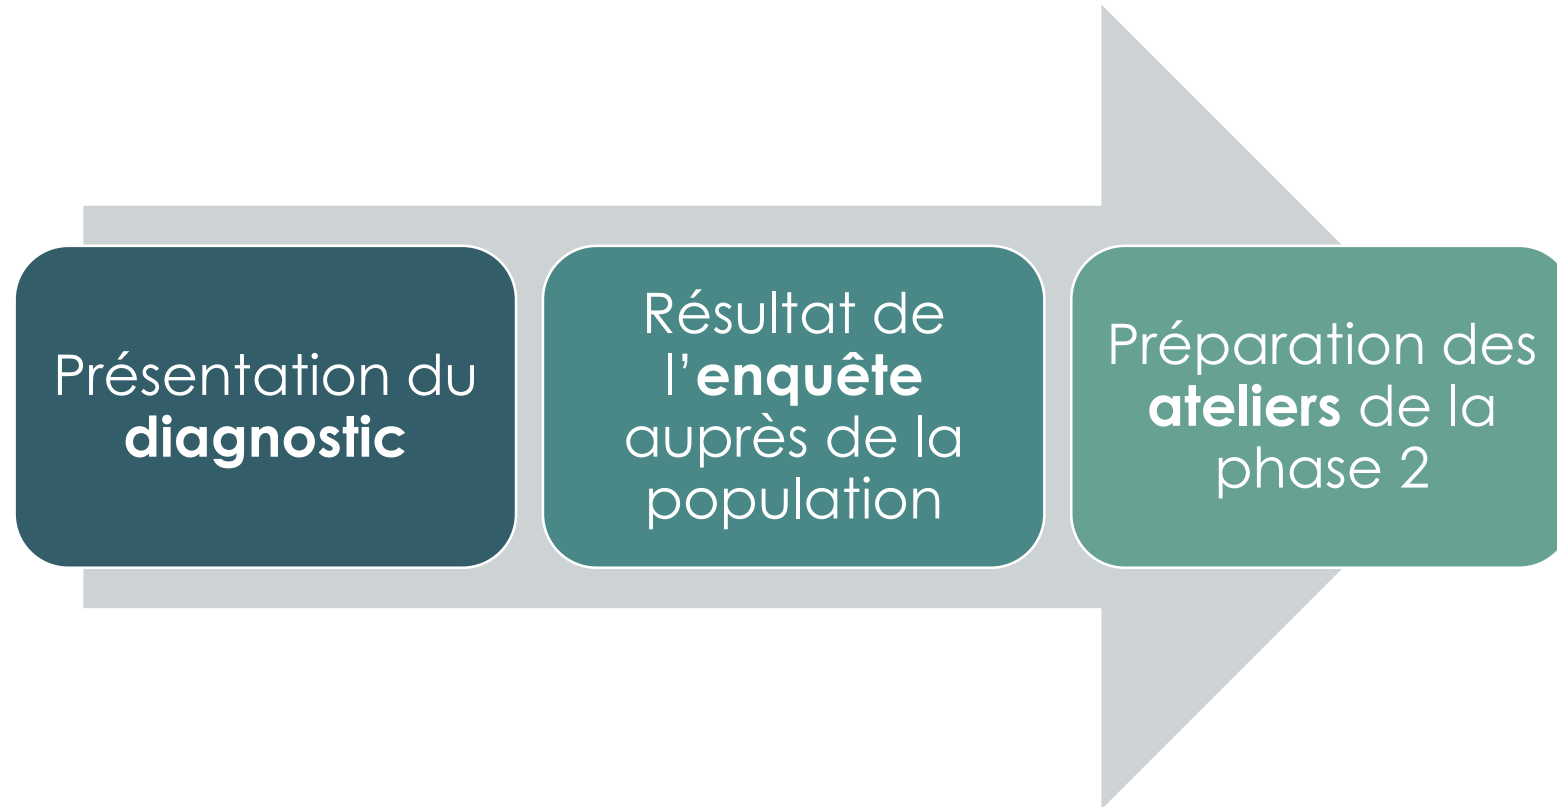 Présentation du
diagnostic
Résultat de
l’enquête
auprès de la
population
Préparation des
ateliers de la
phase 2